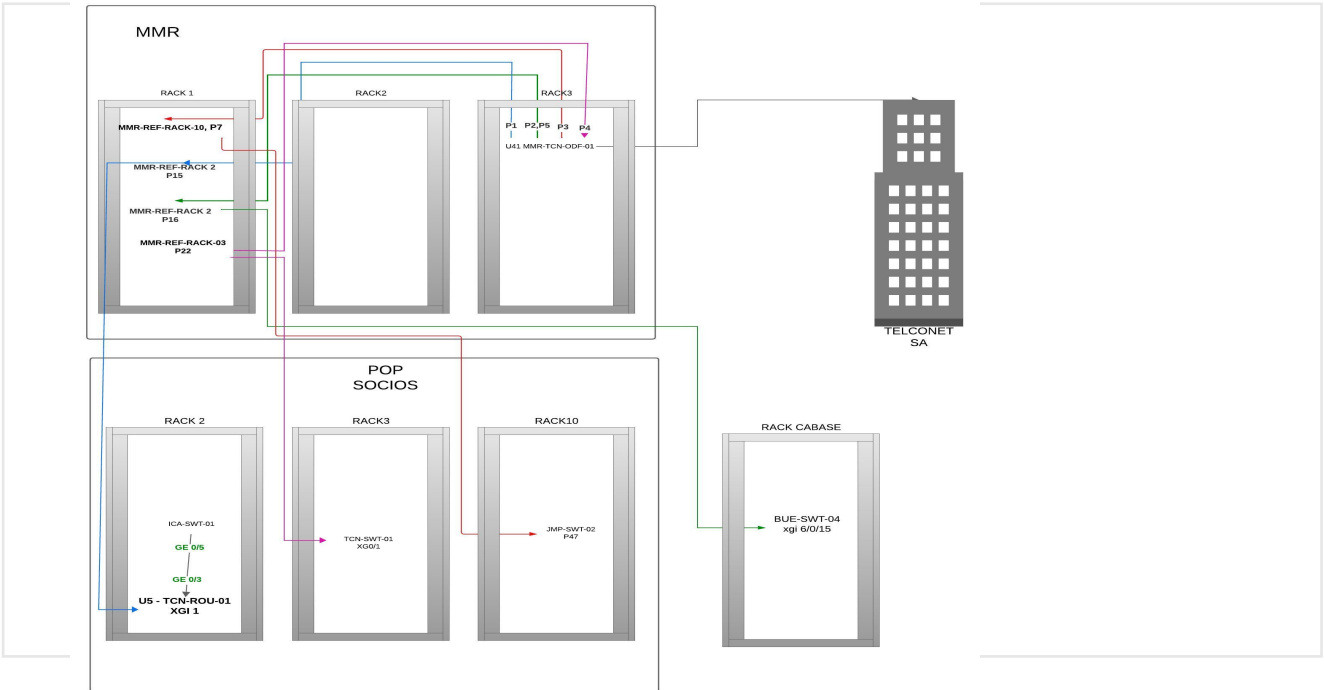 MMR
RACK 1
RACK2
RACK3
MMR-REF-RACK-10, P7
P1
P2,P5
P3
P4
U41 MMR-TCN-ODF-01
MMR-REF-RACK 2
P15
MMR-REF-RACK 2
P16
MMR-REF-RACK-03
P22
TELCONET
SA
POP
SOCIOS
RACK 2
RACK3
RACK10
RACK CABASE
ICA-SWT-01
GE 0/5
GE 0/3
U5 - TCN-ROU-01
XGI 1
TCN-SWT-01
XG0/1
JMP-SWT-02
P47
BUE-SWT-04
xgi 6/0/15